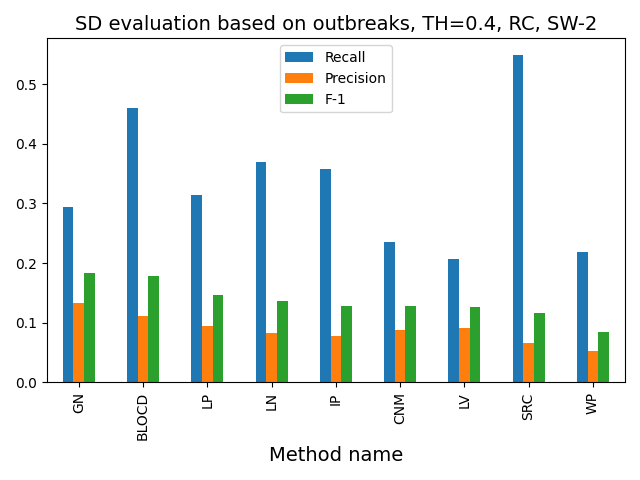 SD evaluation based on outbreaks, TH=0.4, RC, SW-2
Recall
Precision
F-1
0.5
0.4
0.3
0.2
0.1
0.0
GN
BLOCD
LP
LN
IP
CNM
LV
SRC
WP
Method name